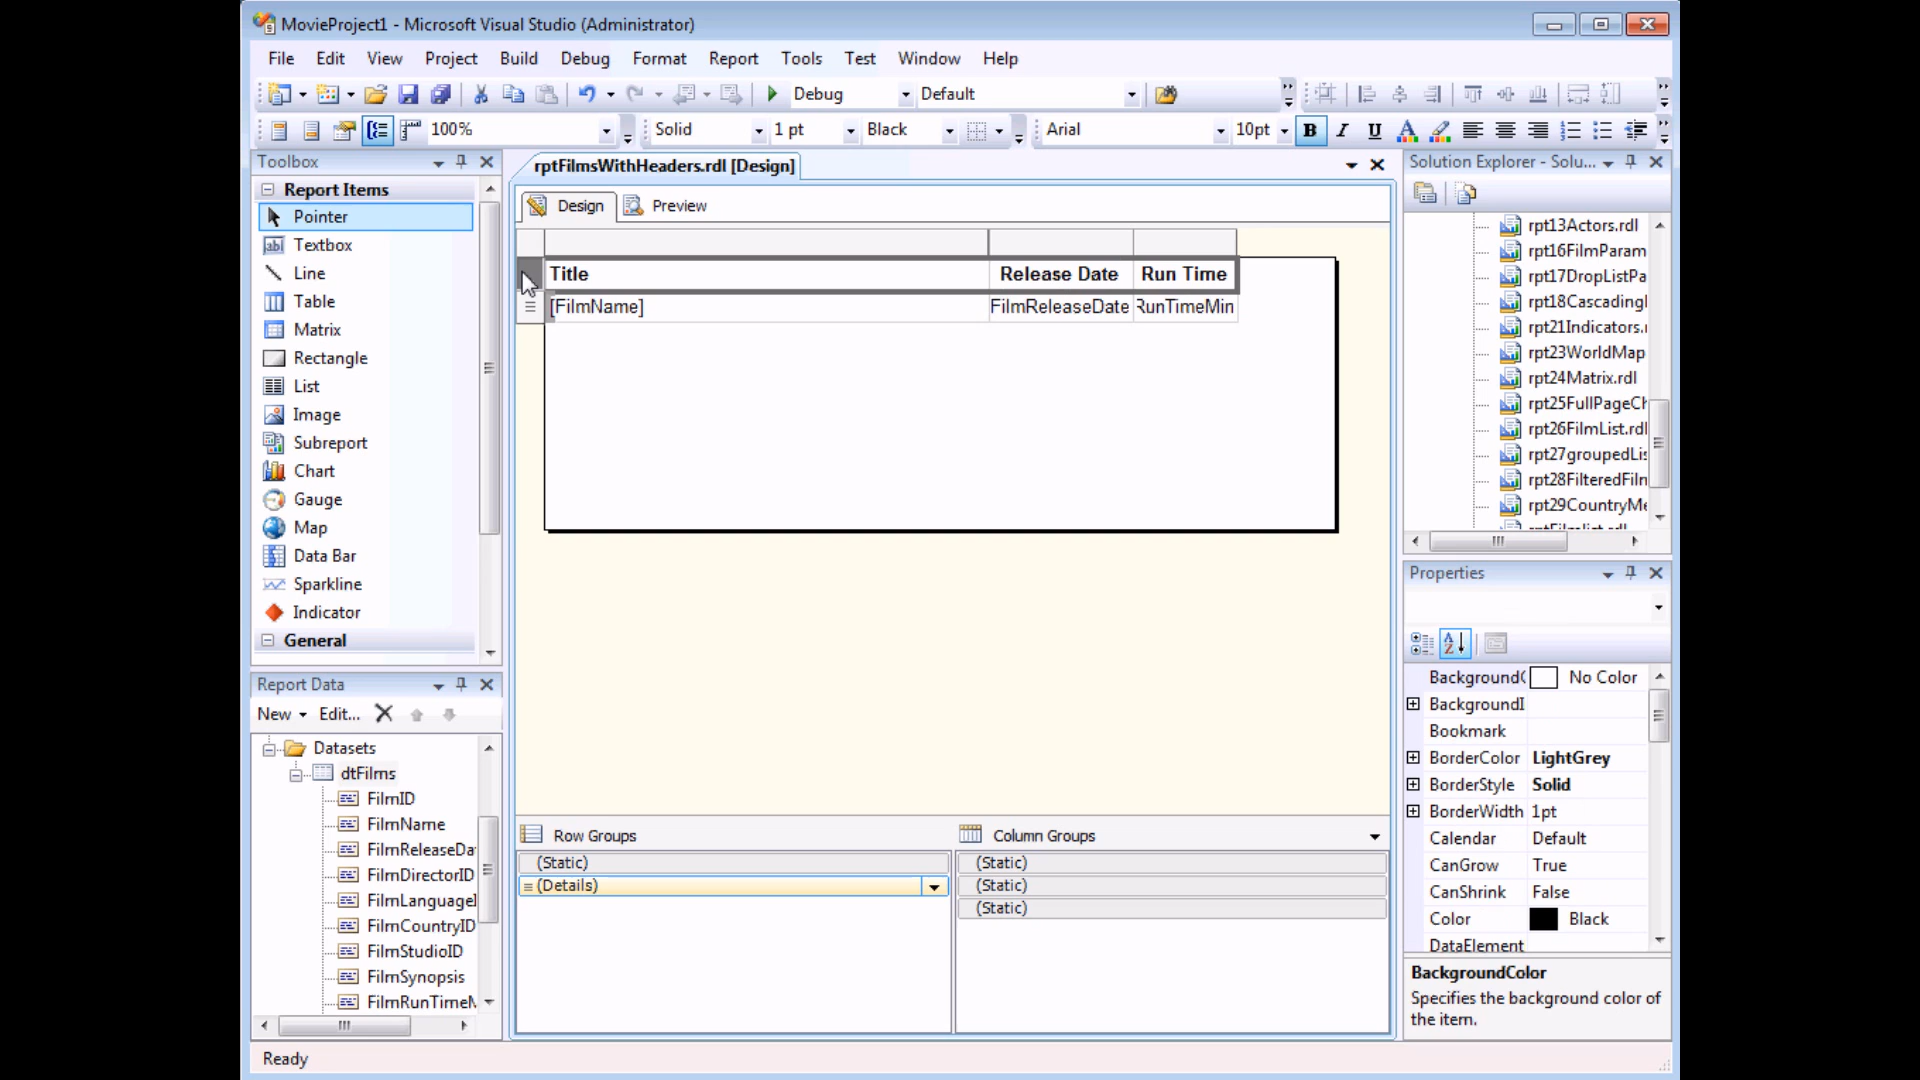 MovieProject1 - Microsoft Visual Studio (Administrator)
File Edit View Project Build Debug Format Report Tools Test Window Help
Debug Default
100% Solid 1 pt Black Arial 10pt B I U A
Toolbox
Report Items
Pointer
Textbox
Line
Table
Matrix
Rectangle
List
Image
Subreport
Chart
Gauge
Map
Data Bar
Sparkline
Indicator
General
Report Data
New Edit...
Datasets
dtFilms
FilmID
FilmName
FilmReleaseDa
FilmDirectorID
FilmLanguageI
FilmCountryID
FilmStudioID
FilmSynopsis
FilmRunTimeM
rptFilmsWithHeaders.rdl [Design]
Design Preview
Title Release Date Run Time
[FilmName] FilmReleaseDate RunTimeMin
Row Groups
(Static)
(Details)
Column Groups
(Static)
(Static)
(Static)
Solution Explorer - Solu...
rpt13Actors.rdl
rpt16FilmParam
rpt17DropListPa
rpt18CascadingI
rpt21Indicators.r
rpt23WorldMap
rpt24Matrix.rdl
rpt25FullPageCh
rpt26FilmList.rdl
rpt27groupedLis
rpt28FilteredFilm
rpt29CountryMe
Properties
BackgroundC No Color
BackgroundI
Bookmark
BorderColor LightGrey
BorderStyle Solid
BorderWidth 1pt
Calendar Default
CanGrow True
CanShrink False
Color Black
DataElement
BackgroundColor
Specifies the background color of
the item.
Ready